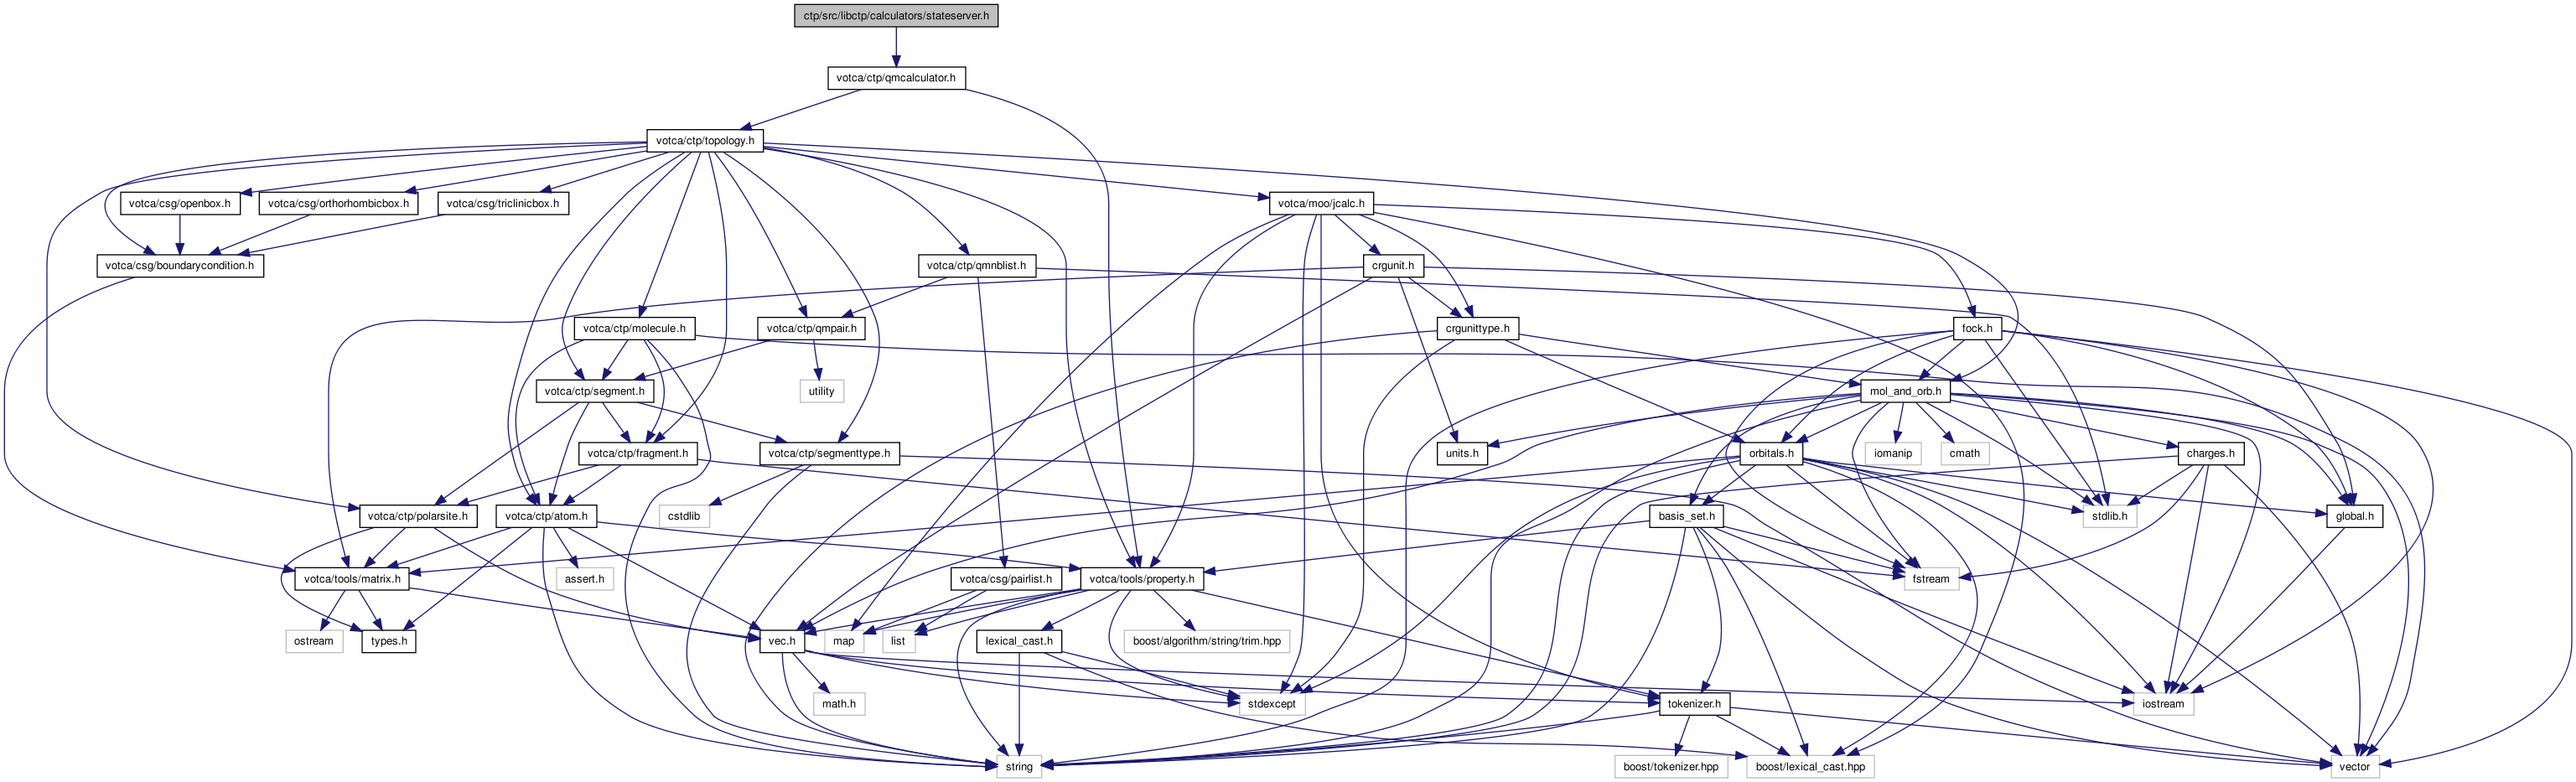 ctp/src/libctp/calculators/stateserver.h
votca/ctp/qmcalculator.h
votca/ctp/topology.h
votca/csg/openbox.h
votca/csg/orthorhombicbox.h
votca/csg/triclinicbox.h
votca/moo/jcalc.h
votca/csg/boundarycondition.h
votca/ctp/qmnblist.h
crgunit.h
votca/ctp/molecule.h
votca/ctp/qmpair.h
crgunittype.h
fock.h
votca/ctp/segment.h
utility
mol_and_orb.h
votca/ctp/fragment.h
votca/ctp/segmenttype.h
units.h
orbitals.h
iomanip
cmath
charges.h
votca/ctp/polarsite.h
votca/ctp/atom.h
cstdlib
basis_set.h
stdlib.h
global.h
votca/tools/matrix.h
assert.h
votca/csg/pairlist.h
votca/tools/property.h
fstream
ostream
types.h
vec.h
map
list
lexical_cast.h
boost/algorithm/string/trim.hpp
math.h
stdexcept
tokenizer.h
iostream
string
boost/tokenizer.hpp
boost/lexical_cast.hpp
vector